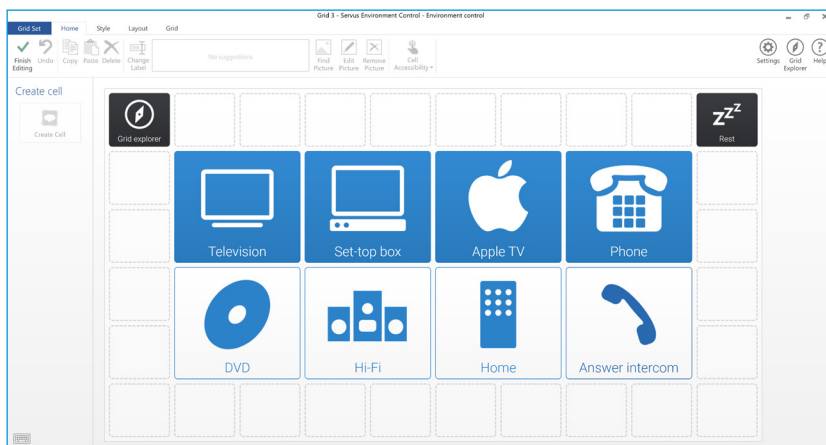 Grid 3 - Servus Environment Control - Environment control
Grid Set Home Style Layout Grid
Finish Editing
Undo
Copy
Paste
Delete
Change Label
No suggestions
Find Picture
Edit Picture
Remove Picture
Cell Accessibility
Settings
Grid Explorer
Help
Create cell
Create Cell
Grid explorer
zzz
Rest
Television
Set-top box
Apple TV
Phone
DVD
Hi-Fi
Home
Answer intercom